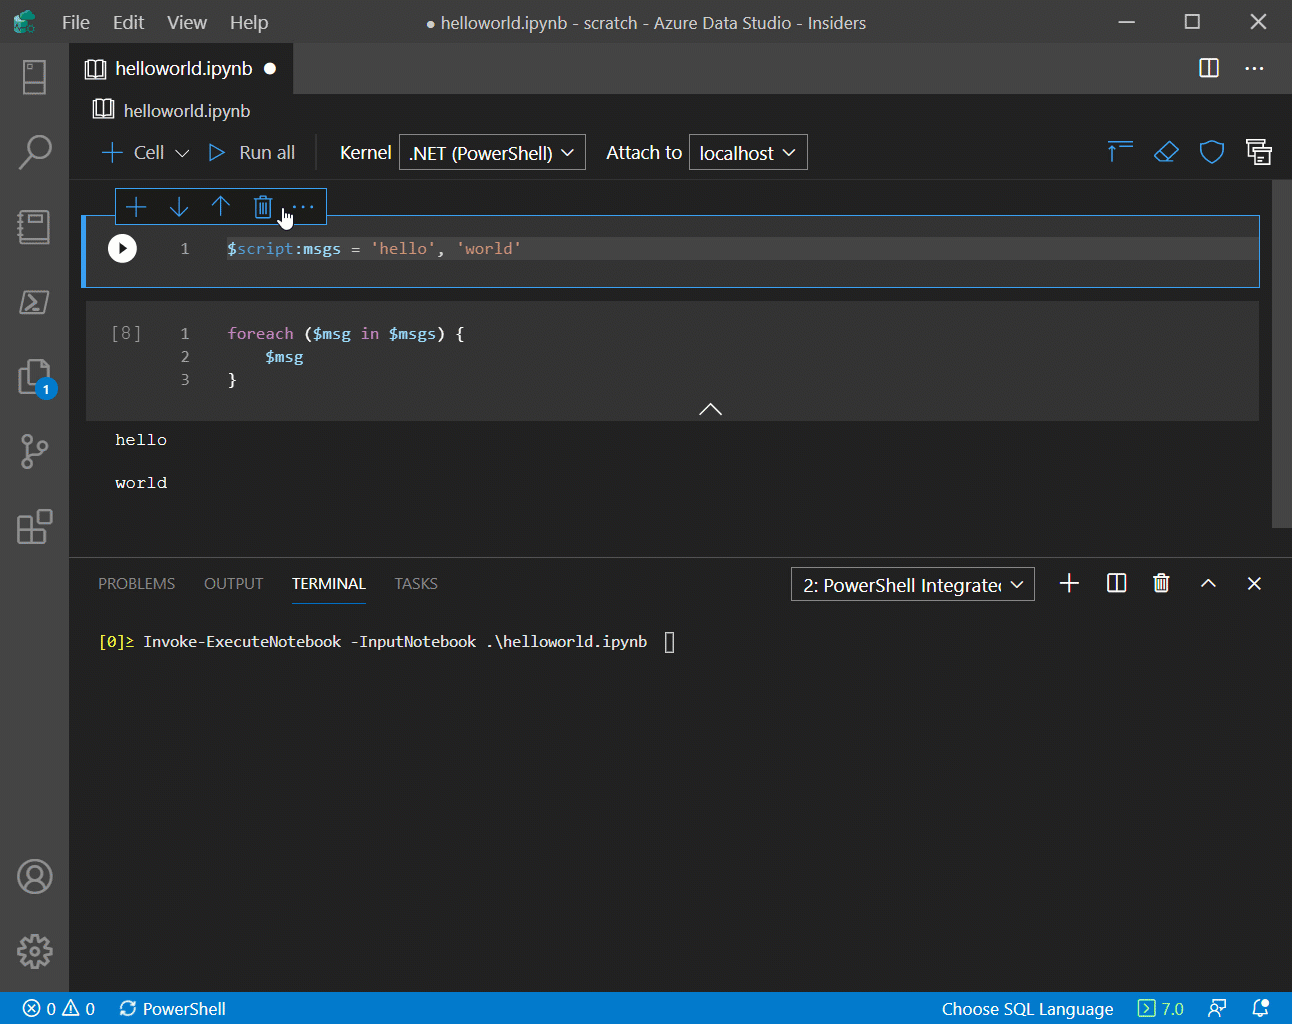 File Edit View Help ● helloworld.ipynb - scratch - Azure Data Studio - Insiders
helloworld.ipynb ●
helloworld.ipynb
Cell Run all Kernel .NET (PowerShell) Attach to localhost
1 $script:msgs = 'hello', 'world'
[8] 1 foreach ($msg in $msgs) {
2 $msg
3 }
hello
world
1
PROBLEMS OUTPUT TERMINAL TASKS 2: PowerShell Integrate
[0]≥ Invoke-ExecuteNotebook -InputNotebook .\helloworld.ipynb
0 0 PowerShell Choose SQL Language 7.0